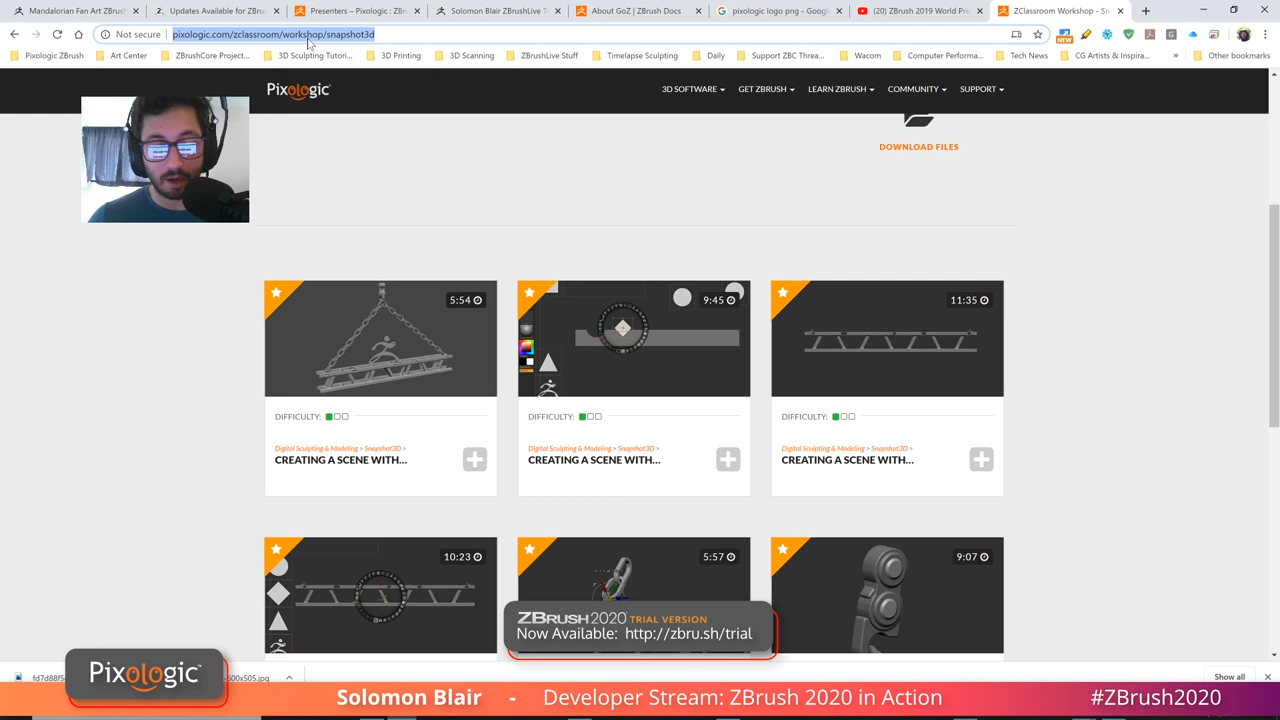 Mandalorian Fan Art ZBrush
Updates Available for ZBrus
Presenters – Pixologic : ZBr
Solomon Blair ZBrushLive T
About GoZ | ZBrush Docs
pixologic logo png - Google
(20) ZBrush 2019 World Pre
ZClassroom Workshop - Sn
Not secure
pixologic.com/zclassroom/workshop/snapshot3d
Pixologic ZBrush
Art Center
ZBrushCore Project...
3D Sculpting Tutori...
3D Printing
3D Scanning
ZBrushLive Stuff
Timelapse Sculpting
Daily
Support ZBC Threa...
Wacom
Computer Performa...
Tech News
CG Artists & Inspira...
»
Other bookmarks
NEW
Pixologic
3D SOFTWARE
GET ZBRUSH
LEARN ZBRUSH
COMMUNITY
SUPPORT
DOWNLOAD FILES
5:54
9:45
11:35
DIFFICULTY:
DIFFICULTY:
DIFFICULTY:
Digital Sculpting & Modeling > Snapshot3D >
Digital Sculpting & Modeling > Snapshot3D >
Digital Sculpting & Modeling > Snapshot3D >
CREATING A SCENE WITH...
CREATING A SCENE WITH...
CREATING A SCENE WITH...
10:23
5:57
9:07
ZBRUSH 2020 TRIAL VERSION
Now Available: http://zbru.sh/trial
Pixologic™
-600x505.jpg
Show all
Solomon Blair - Developer Stream: ZBrush 2020 in Action
#ZBrush2020